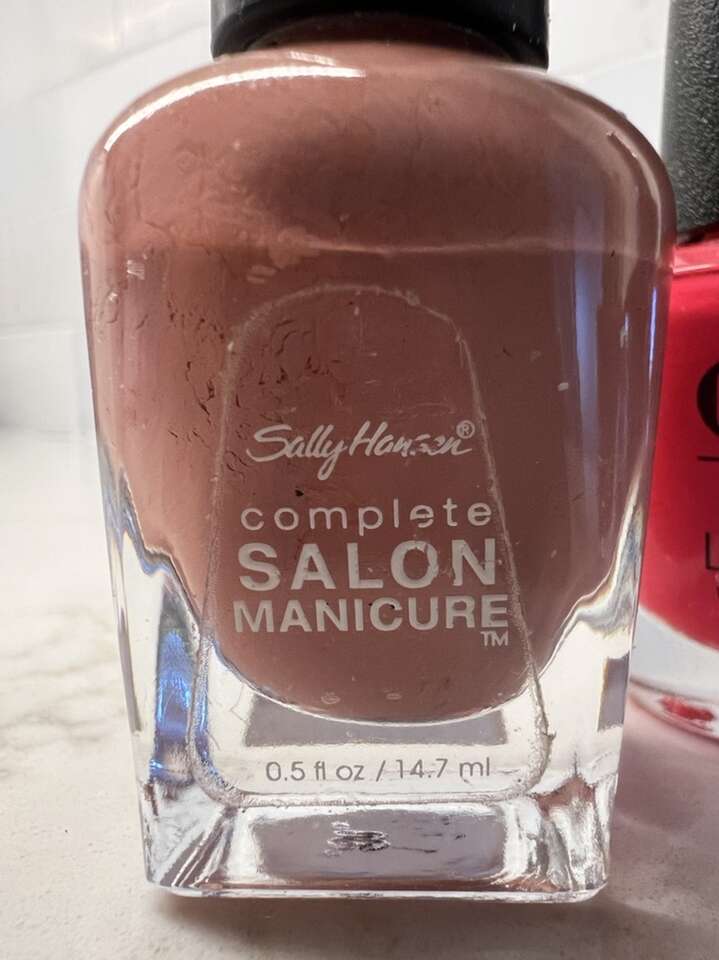 Sally Hansen®
complete
SALON
MANICURE
™
0.5 fl oz / 14.7 ml
L